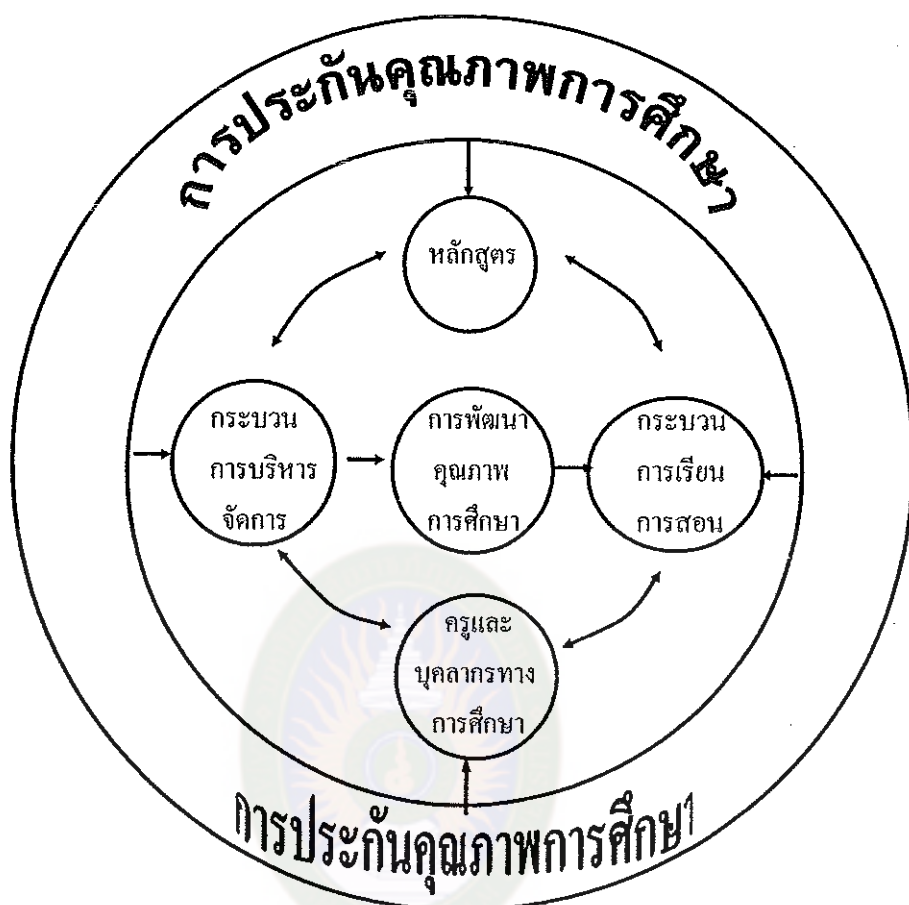 การประกันคุณภาพการศึกษา
หลักสูตร
กระบวน
การบริหาร
จัดการ
การพัฒนา
คุณภาพ
การศึกษา
กระบวน
การเรียน
การสอน
ครูและ
บุคลากรทาง
การศึกษา
การประกันคุณภาพการศึกษา